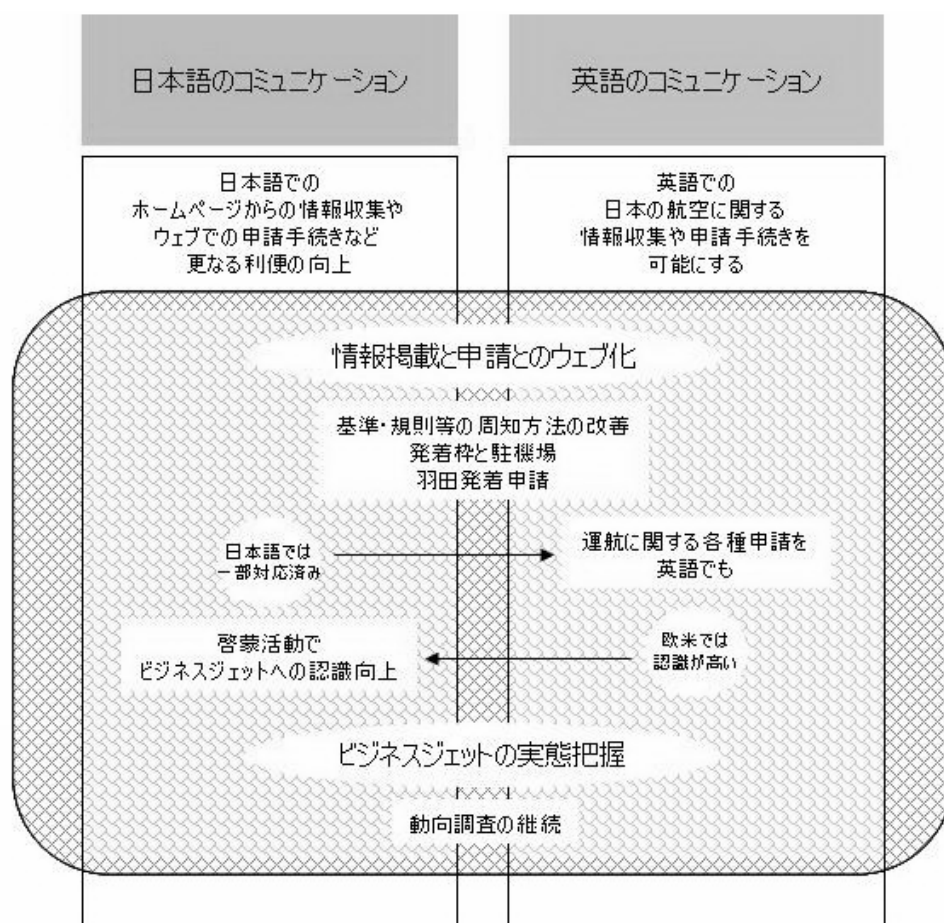 日本語のコミュニケーション
英語のコミュニケーション
日本語での
ホームページからの情報収集や
ウェブでの申請手続きなど
更なる利便の向上
英語での
日本の航空に関する
情報収集や申請手続きを
可能にする
情報掲載と申請とのウェブ化
基準・規則等の周知方法の改善
発着枠と駐機場
羽田発着申請
日本語では
一部対応済み
運航に関する各種申請を
英語でも
啓蒙活動で
ビジネスジェットへの認識向上
欧米では
認識が高い
ビジネスジェットの実態把握
動向調査の継続